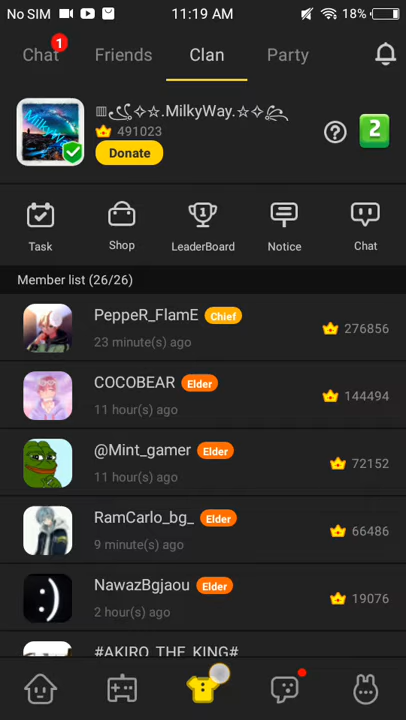 No SIM
11:19 AM
18%
Chat
1
Friends
Clan
Party
.MilkyWay.
491023
Donate
2
Task
Shop
LeaderBoard
Notice
Chat
Member list (26/26)
PeppeR_FlamE Chief
23 minute(s) ago
276856
COCOBEAR Elder
11 hour(s) ago
144494
@Mint_gamer Elder
11 hour(s) ago
72152
RamCarlo_bg_ Elder
9 minute(s) ago
66486
NawazBgjaou Elder
2 hour(s) ago
19076
#AKIRO_THE_KING#